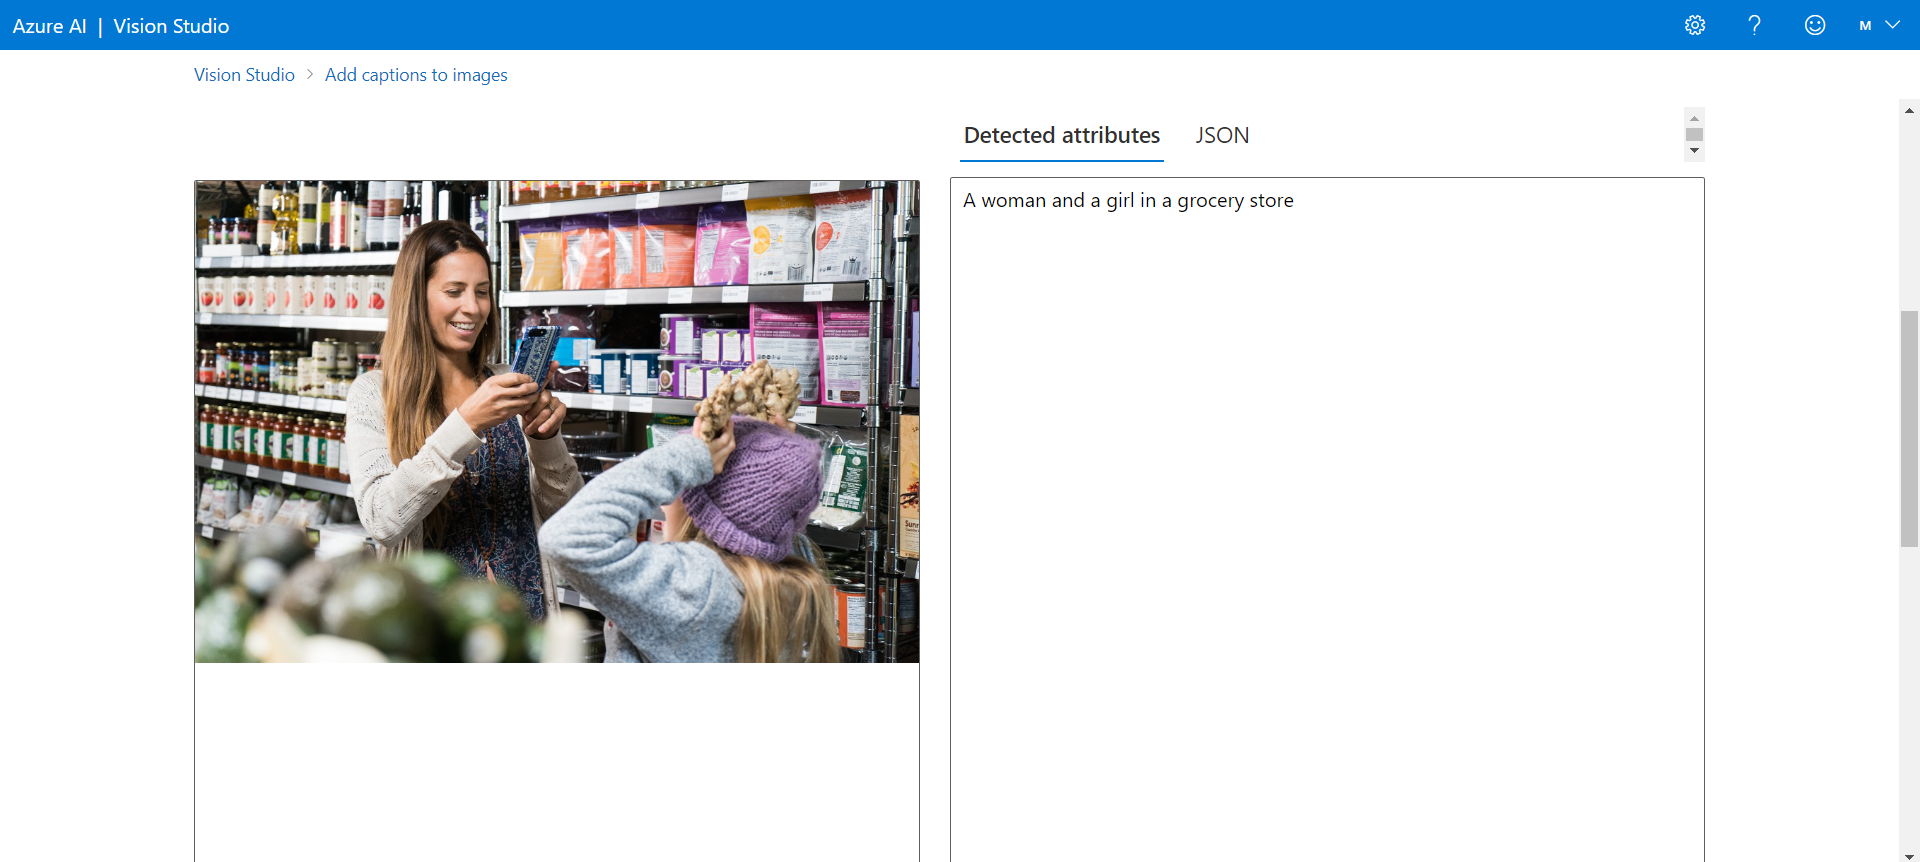 Azure AI | Vision Studio
M
Vision Studio > Add captions to images
Detected attributes JSON
A woman and a girl in a grocery store